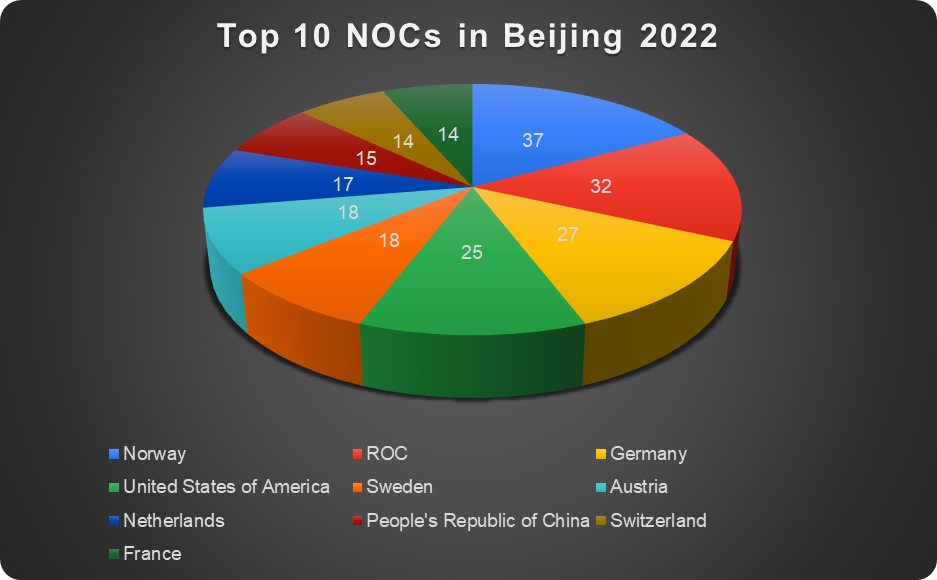 Top 10 NOCs in Beijing 2022
14
14
37
15
17
32
18
27
18
25
Norway
ROC
Germany
United States of America
Sweden
Austria
Netherlands
People's Republic of China
Switzerland
France